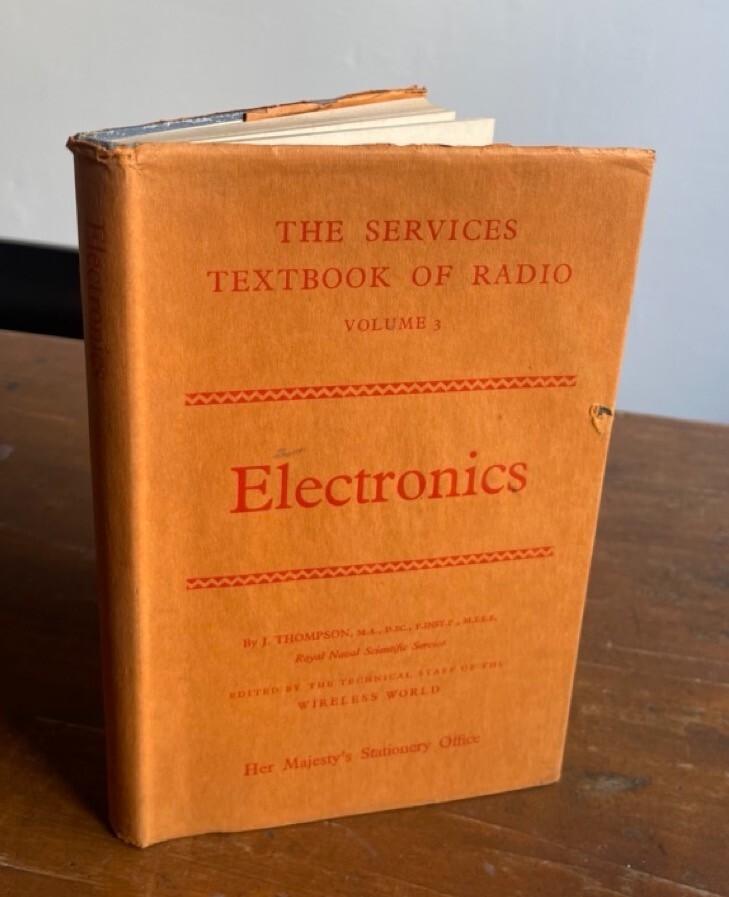 THE SERVICES
TEXTBOOK OF RADIO
VOLUME 3
Electronics
By J. THOMPSON, M.A., D.SC., F.INST.P., M.I.E.E.
Royal Naval Scientific Service
EDITED BY THE TECHNICAL STAFF OF THE
WIRELESS WORLD
Her Majesty's Stationery Office
Electronics